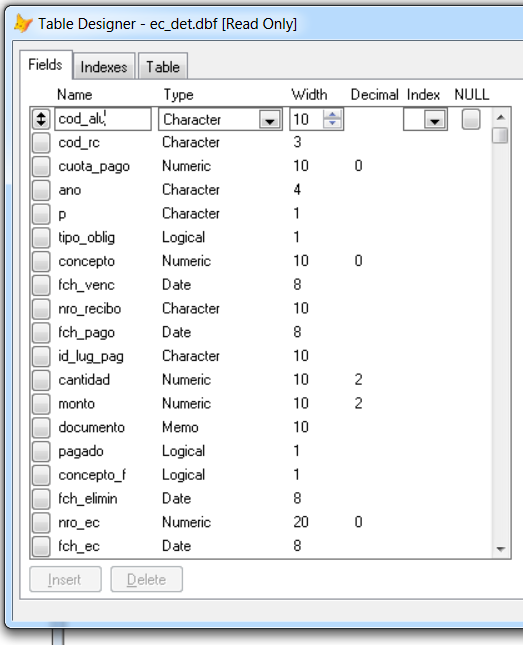 Table Designer - ec_det.dbf [Read Only]
Fields Indexes Table
Name Type Width Decimal Index NULL
cod_alu Character 10
cod_rc Character 3
cuota_pago Numeric 10 0
ano Character 4
p Character 1
tipo_oblig Logical 1
concepto Numeric 10 0
fch_venc Date 8
nro_recibo Character 10
fch_pago Date 8
id_lug_pag Character 10
cantidad Numeric 10 2
monto Numeric 10 2
documento Memo 10
pagado Logical 1
concepto_f Logical 1
fch_elimin Date 8
nro_ec Numeric 20 0
fch_ec Date 8
Insert Delete